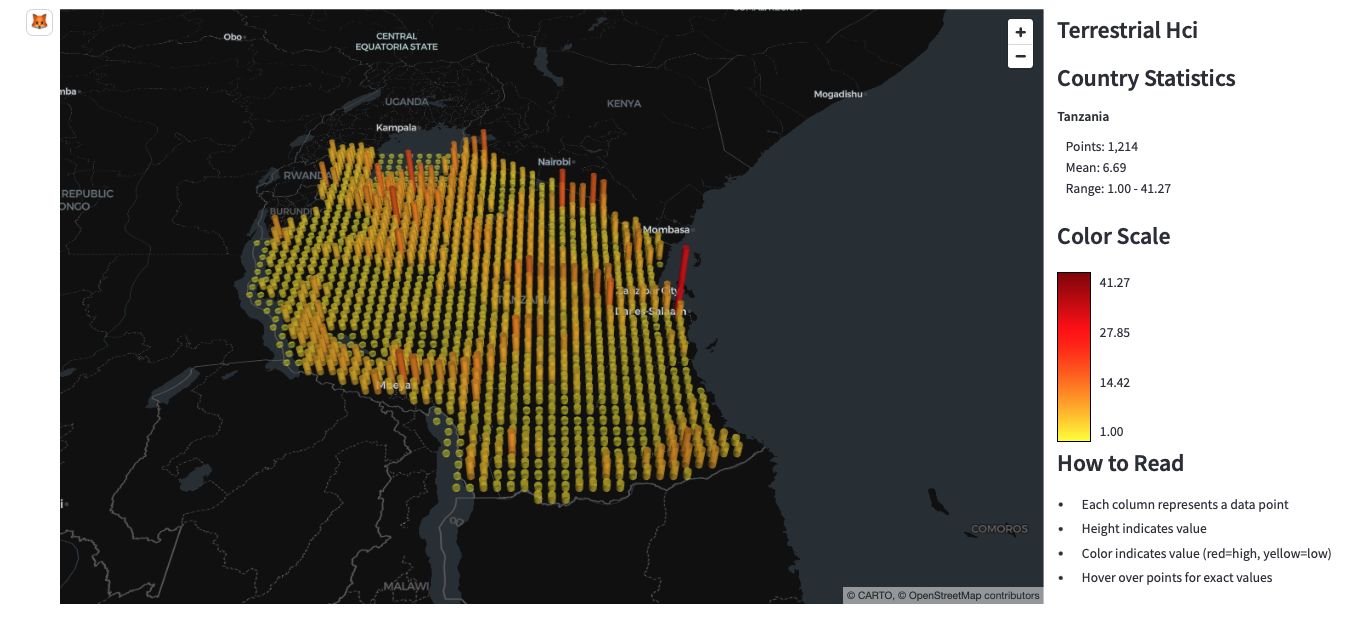 Obo
CENTRAL
EQUATORIA STATE
mba
Mogadishu
UGANDA
KENYA
Kampala
Nairobi
RWANDA
REPUBLIC
ONGO
BURUNDI
Mombasa
Zanzibar City
TANZANIA
Dar es-Salaam
Mbeya
COMOROS
MALAWI
+
−
© CARTO, © OpenStreetMap contributors
Terrestrial Hci
Country Statistics
Tanzania
Points: 1,214
Mean: 6.69
Range: 1.00 - 41.27
Color Scale
41.27
27.85
14.42
1.00
How to Read
• Each column represents a data point
• Height indicates value
• Color indicates value (red=high, yellow=low)
• Hover over points for exact values